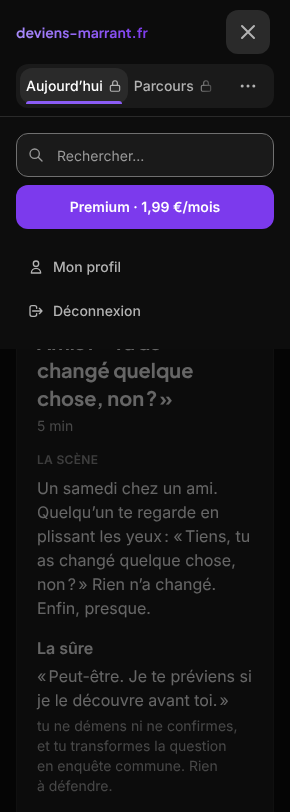 deviens-marrant.fr
Aujourd’hui Parcours ···
Rechercher…
Premium · 1,99 €/mois
Mon profil
Déconnexion
changé quelque
chose, non ? »
5 min
LA SCÈNE
Un samedi chez un ami.
Quelqu’un te regarde en
plissant les yeux : « Tiens, tu
as changé quelque chose,
non ? » Rien n’a changé.
Enfin, presque.
La sûre
« Peut-être. Je te préviens si
je le découvre avant toi. »
tu ne démens ni ne confirmes,
et tu transformes la question
en enquête commune. Rien
à défendre.